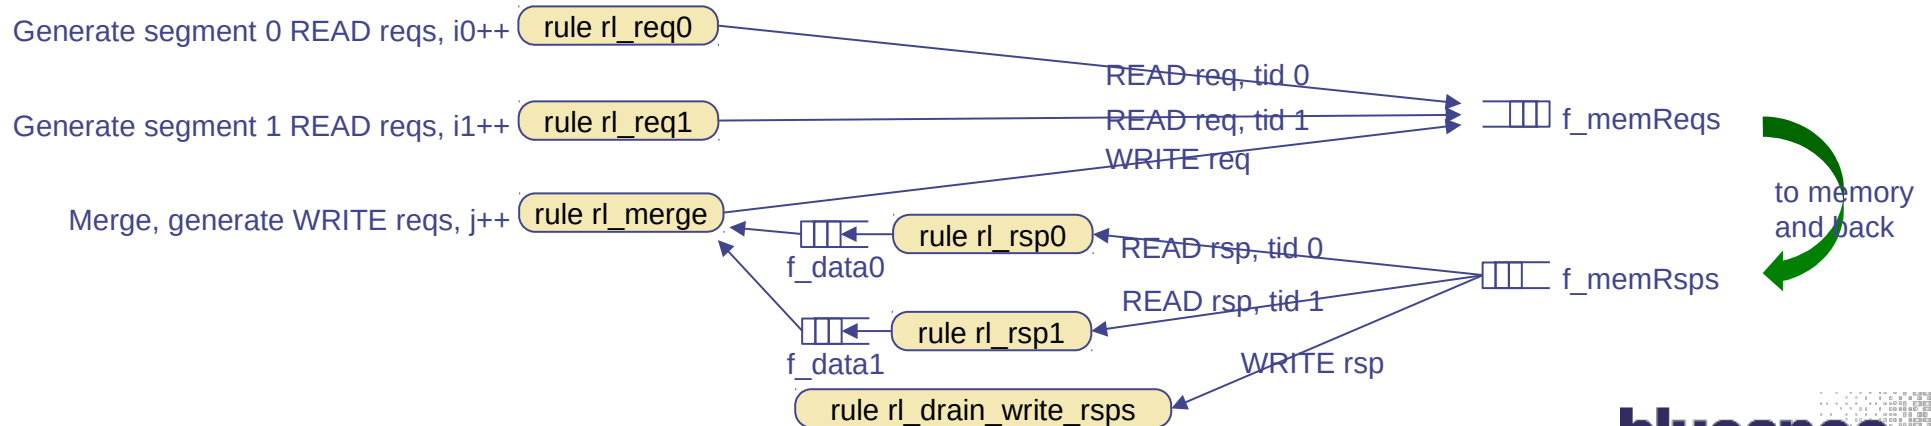 Generate segment 0 READ reqs, i0++
rule rl_req0
READ req, tid 0
Generate segment 1 READ reqs, i1++
rule rl_req1
READ req, tid 1
f_memReqs
WRITE req
Merge, generate WRITE reqs, j++
rule rl_merge
to memory
and back
rule rl_rsp0
READ rsp, tid 0
f_data0
f_memRsps
READ rsp, tid 1
rule rl_rsp1
f_data1
WRITE rsp
rule rl_drain_write_rsps